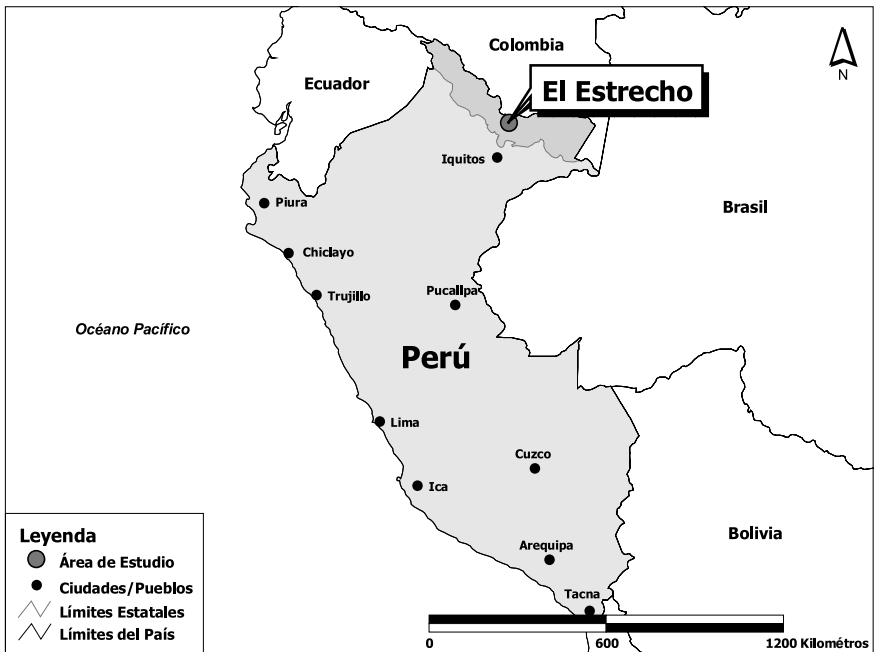 Colombia
N
Ecuador
El Estrecho
Iquitos
Brasil
Piura
Chiclayo
Pucallpa
Trujillo
Océano Pacífico
Perú
Lima
Cuzco
Ica
Leyenda
Área de Estudio
Ciudades/Pueblos
Límites Estatales
Límites del País
Bolivia
Arequipa
Tacna
0 600 1200 Kilométros